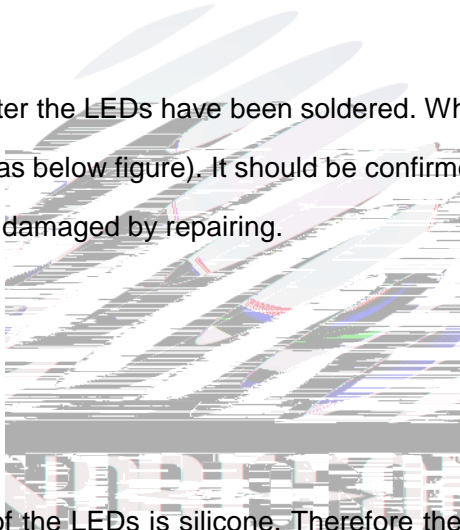 ter the LEDs have been soldered. Wh
as below figure). It should be confirme
damaged by repairing.
of the LEDs is silicone. Therefore the